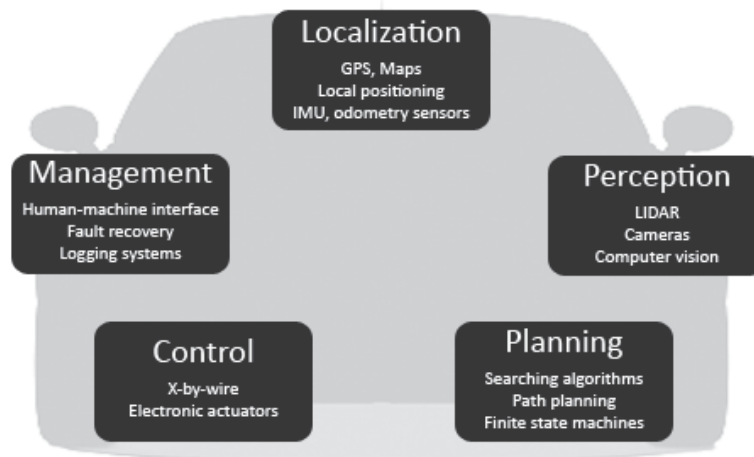 Localization
GPS, Maps
Local positioning
IMU, odometry sensors
Management
Human-machine interface
Fault recovery
Logging systems
Perception
LIDAR
Cameras
Computer vision
Control
X-by-wire
Electronic actuators
Planning
Searching algorithms
Path planning
Finite state machines